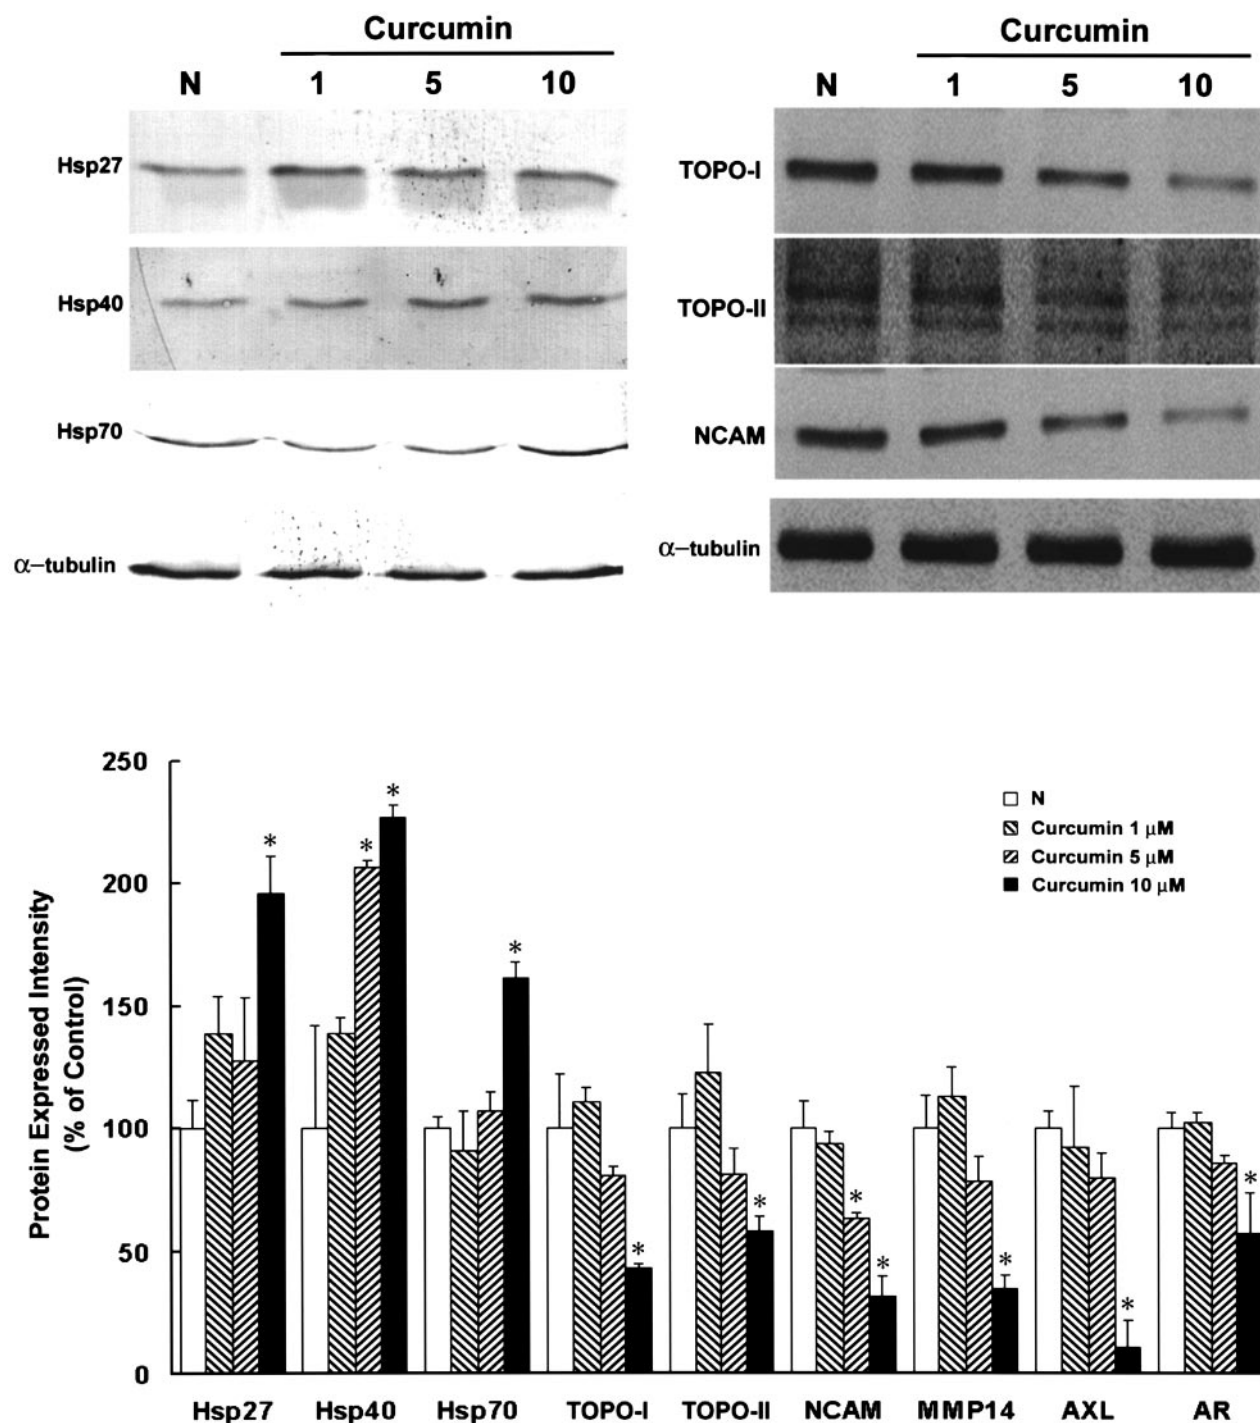 Curcumin
N 1 5 10
Hsp27
Hsp40
Hsp70
α-tubulin
Curcumin
N 1 5 10
TOPO-I
TOPO-II
NCAM
α-tubulin
Protein Expressed Intensity
(% of Control)
250
200
150
100
50
0
* * * * * * * * * * *
N
Curcumin 1 μM
Curcumin 5 μM
Curcumin 10 μM
Hsp27 Hsp40 Hsp70 TOPO-I TOPO-II NCAM MMP14 AXL AR